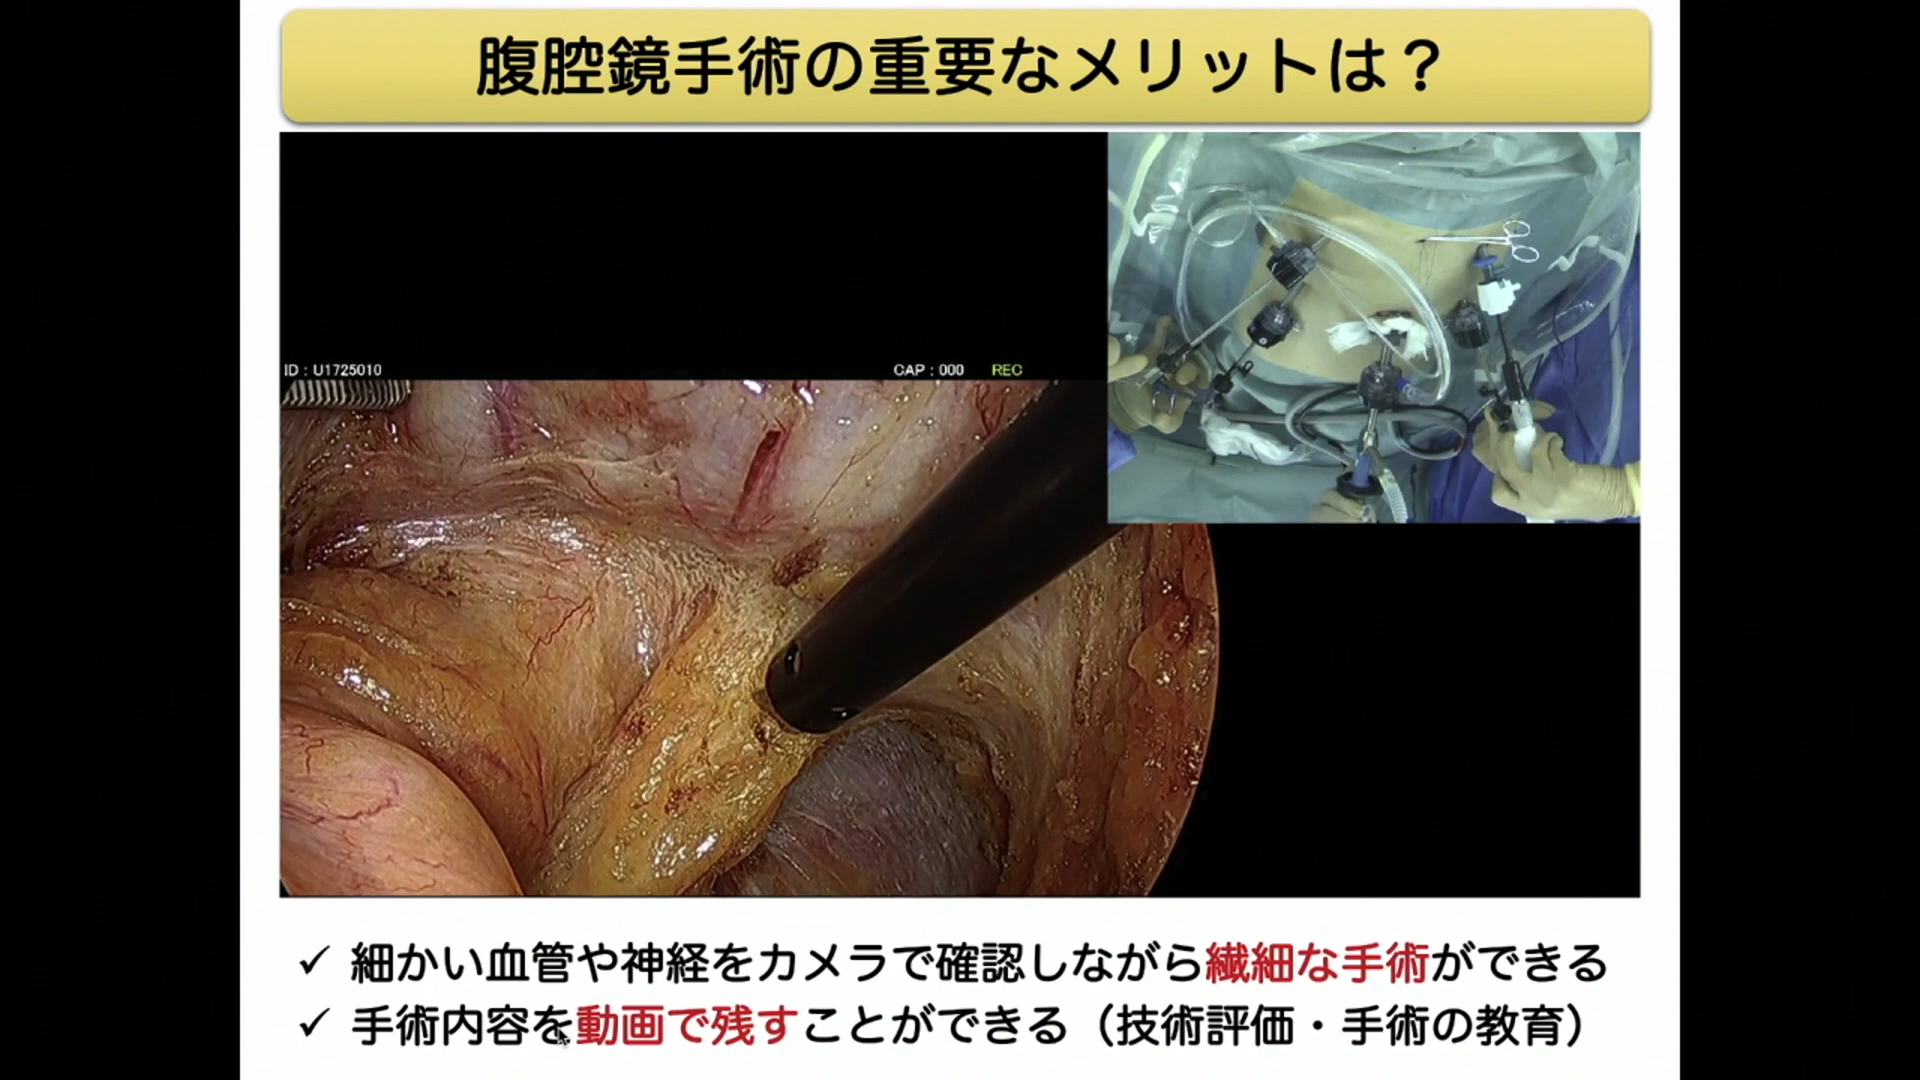 腹腔鏡手術の重要なメリットは？
ID : U1725010
CAP : 000 REC
✓ 細かい血管や神経をカメラで確認しながら繊細な手術ができる
✓ 手術内容を動画で残すことができる（技術評価・手術の教育）